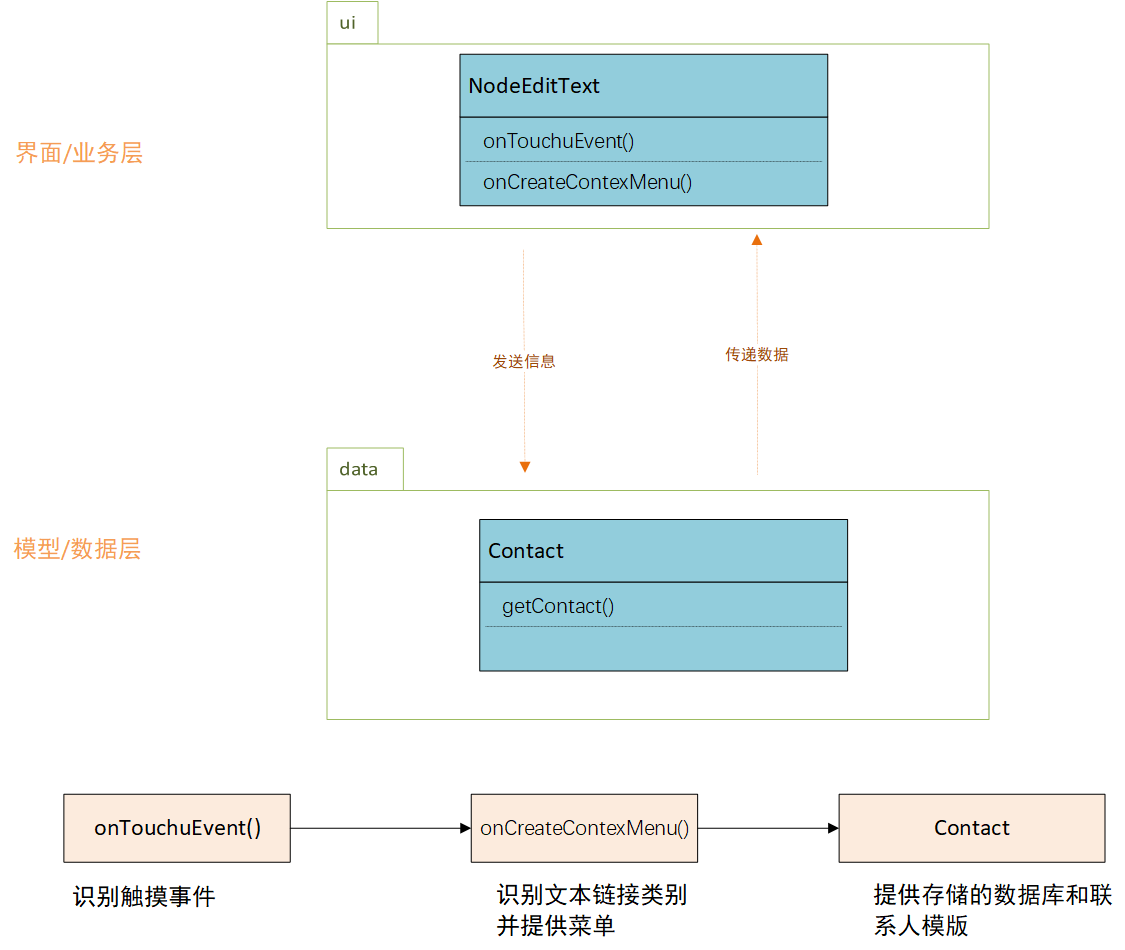 ui
NodeEditText
onTouchuEvent()
onCreateContexMenu()
界面/业务层
发送信息
传递数据
data
Contact
getContact()
模型/数据层
onTouchuEvent()
onCreateContexMenu()
Contact
识别触摸事件
识别文本链接类别
并提供菜单
提供存储的数据库和联
系人模版